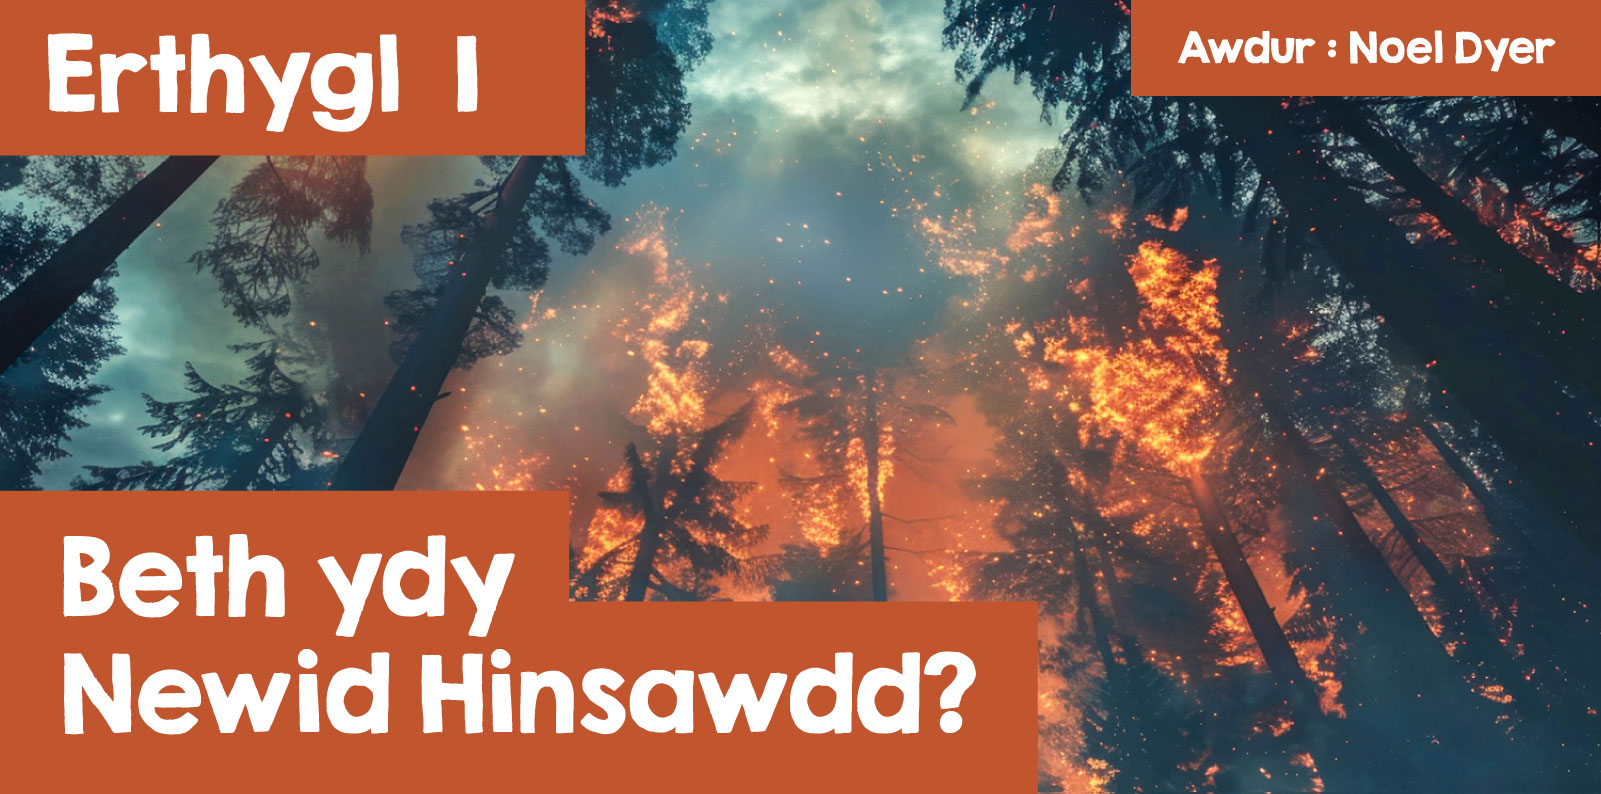 Erthygl 1
Awdur : Noel Dyer
Beth ydy
Newid Hinsawdd?